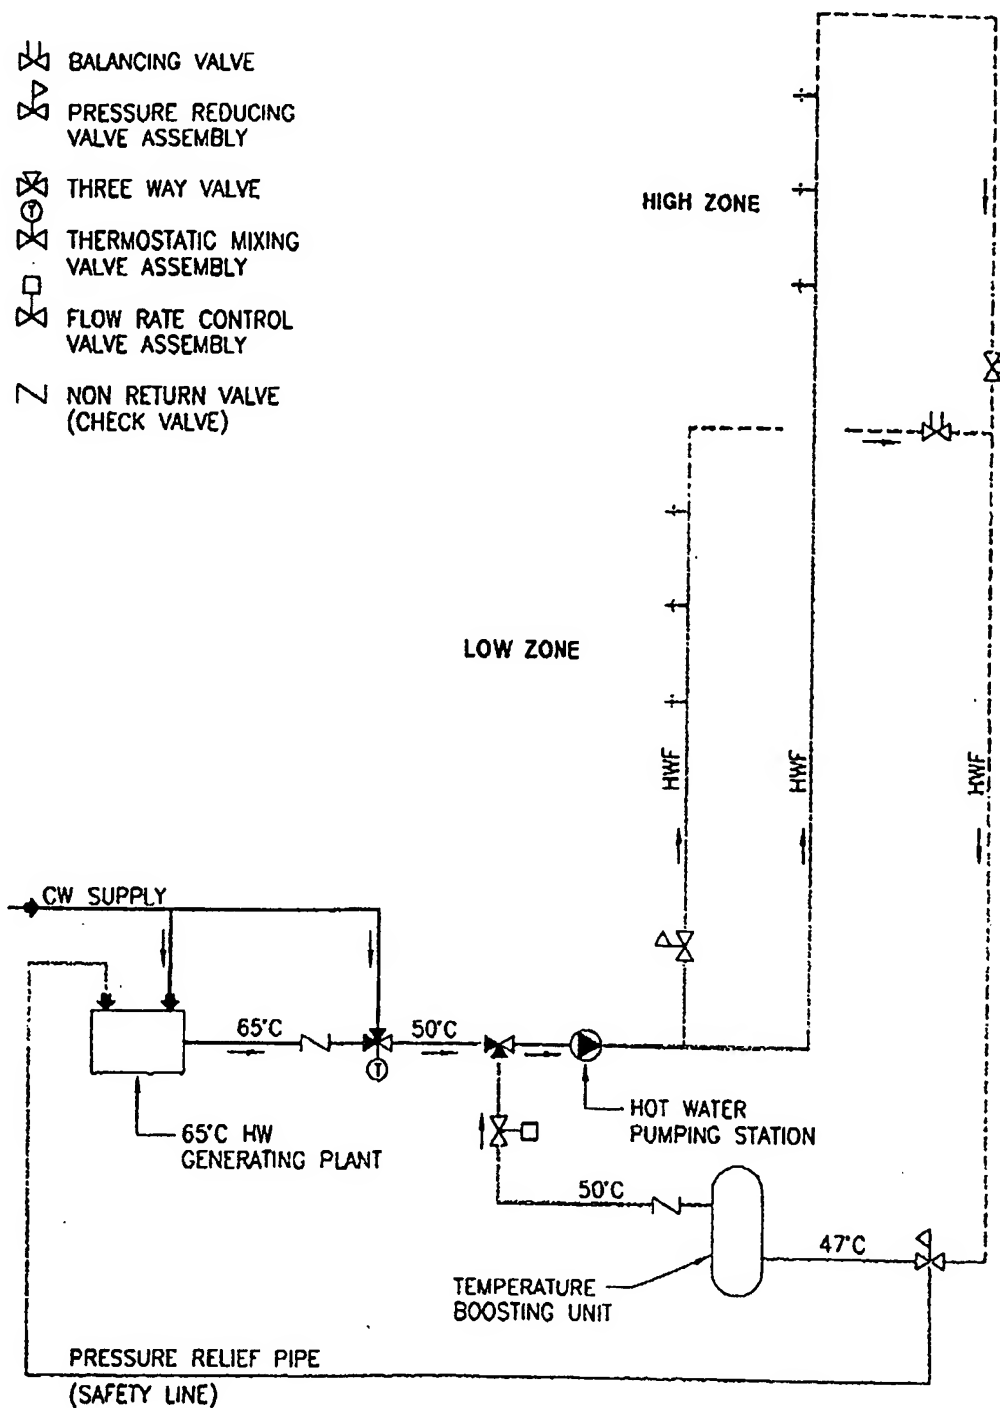 BALANCING VALVE
PRESSURE REDUCING
VALVE ASSEMBLY
THREE WAY VALVE
T
THERMOSTATIC MIXING
VALVE ASSEMBLY
FLOW RATE CONTROL
VALVE ASSEMBLY
NON RETURN VALVE
(CHECK VALVE)
HIGH ZONE
LOW ZONE
HWF
HWF
HWF
CW SUPPLY
65°C
50°C
T
65°C HW
GENERATING PLANT
HOT WATER
PUMPING STATION
50°C
47°C
TEMPERATURE
BOOSTING UNIT
PRESSURE RELIEF PIPE
(SAFETY LINE)